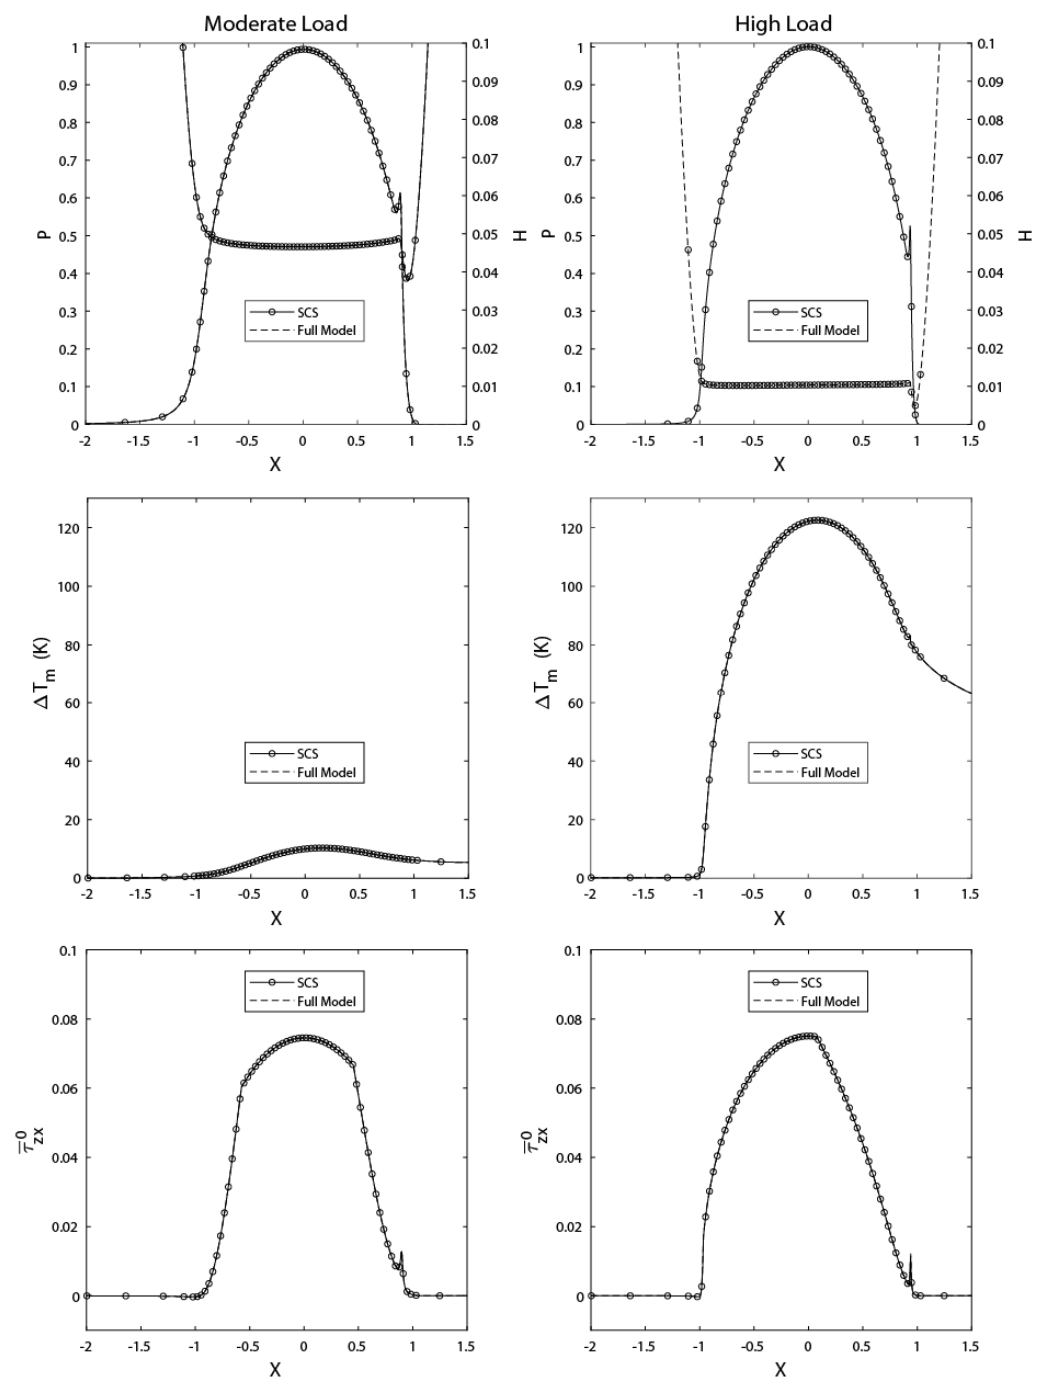 Moderate Load
High Load
1 0.1 1 0.1
0.9 0.09 0.9 0.09
0.8 0.08 0.8 0.08
0.7 0.07 0.7 0.07
0.6 0.06 0.6 0.06
P 0.5 0.05 H P 0.5 0.05 H
0.4 0.04 0.4 0.04
0.3 SCS 0.03 0.3 SCS 0.03
Full Model Full Model
0.2 0.02 0.2 0.02
0.1 0.01 0.1 0.01
0 0 0 0
-2 -1.5 -1 -0.5 0 0.5 1 1.5 -2 -1.5 -1 -0.5 0 0.5 1 1.5
X X
120 120
100 100
80 80
ΔTm (K) ΔTm (K)
60 60
SCS SCS
40 40
Full Model Full Model
20 20
0 0
-2 -1.5 -1 -0.5 0 0.5 1 1.5 -2 -1.5 -1 -0.5 0 0.5 1 1.5
X X
0.1 0.1
SCS SCS
Full Model Full Model
0.08 0.08
0.06 0.06
τ̅⁰zx τ̅⁰zx
0.04 0.04
0.02 0.02
0 0
-2 -1.5 -1 -0.5 0 0.5 1 1.5 -2 -1.5 -1 -0.5 0 0.5 1 1.5
X X